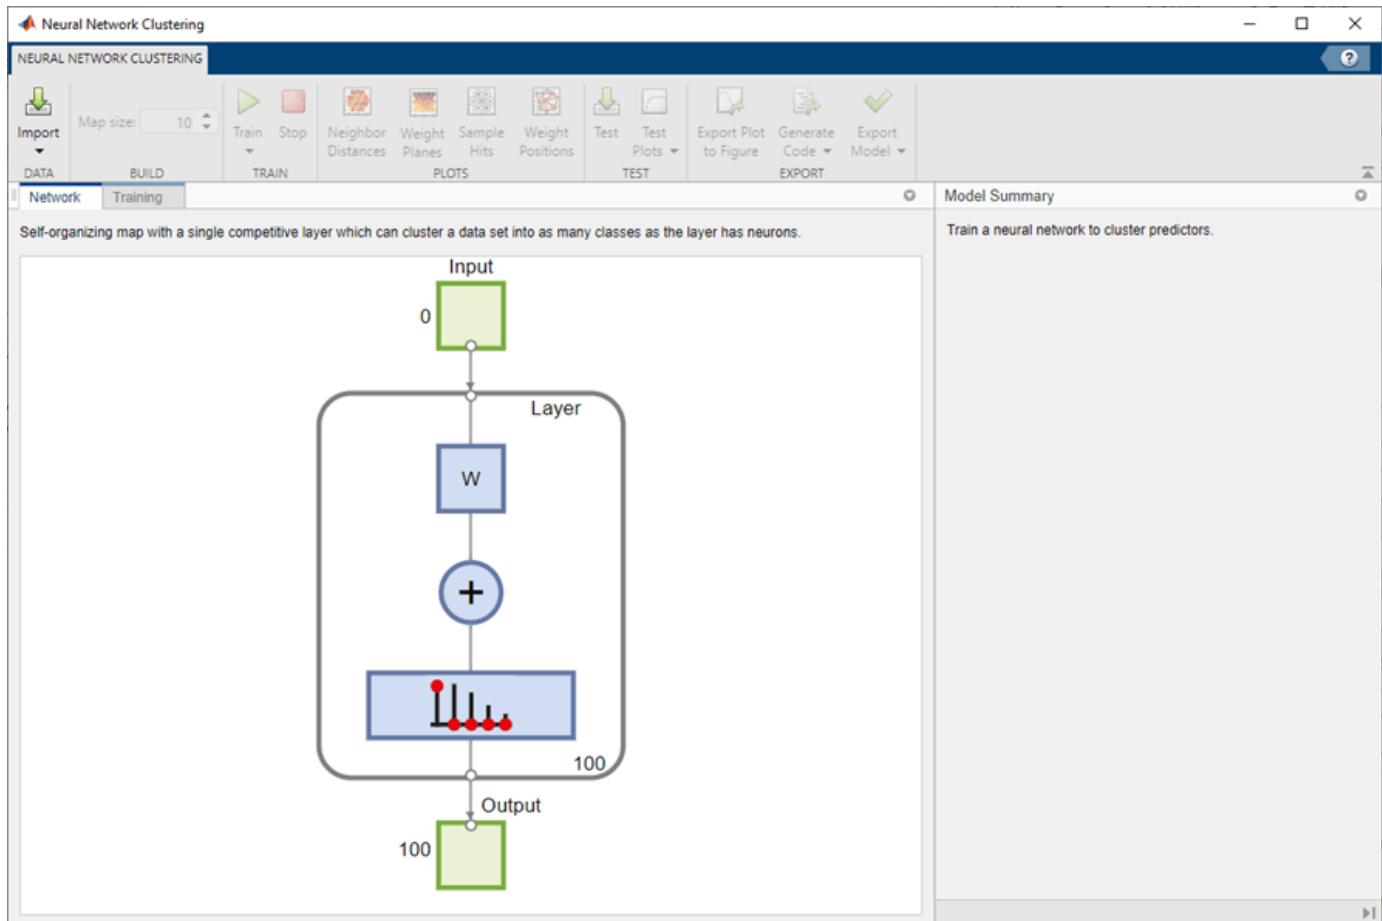 Neural Network Clustering
NEURAL NETWORK CLUSTERING
?
Import
Map size: 10
Train
Stop
Neighbor
Distances
Weight
Planes
Sample
Hits
Weight
Positions
Test
Test
Plots
Export Plot
to Figure
Generate
Code
Export
Model
DATA
BUILD
TRAIN
PLOTS
TEST
EXPORT
Network
Training
Model Summary
Self-organizing map with a single competitive layer which can cluster a data set into as many classes as the layer has neurons.
Train a neural network to cluster predictors.
Input
0
Layer
W
+
100
Output
100